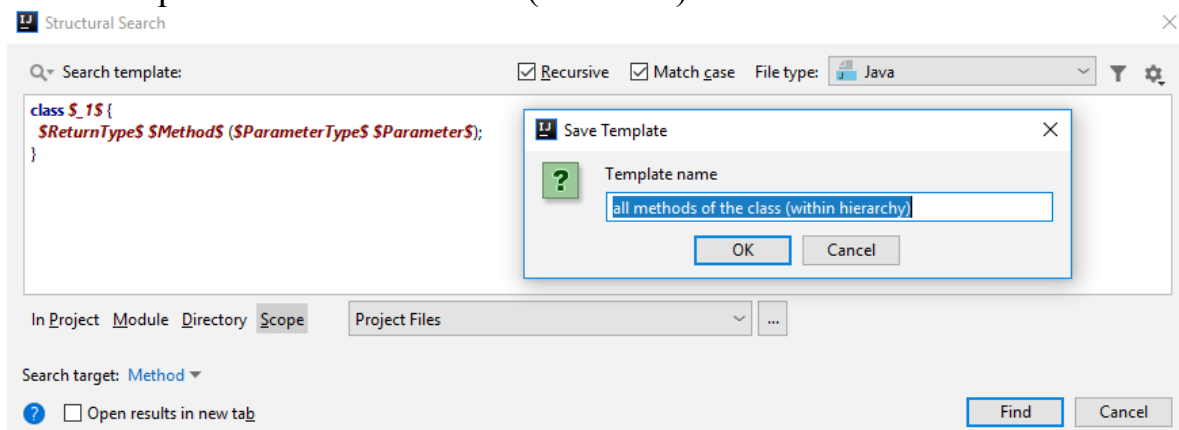 Structural Search
Search template:
Recursive
Match case
File type:
Java
class $_1$ {
$ReturnType$ $Method$ ($ParameterType$ $Parameter$);
}
Save Template
Template name
all methods of the class (within hierarchy)
OK
Cancel
In Project Module Directory Scope
Project Files
...
Search target: Method
Open results in new tab
Find
Cancel